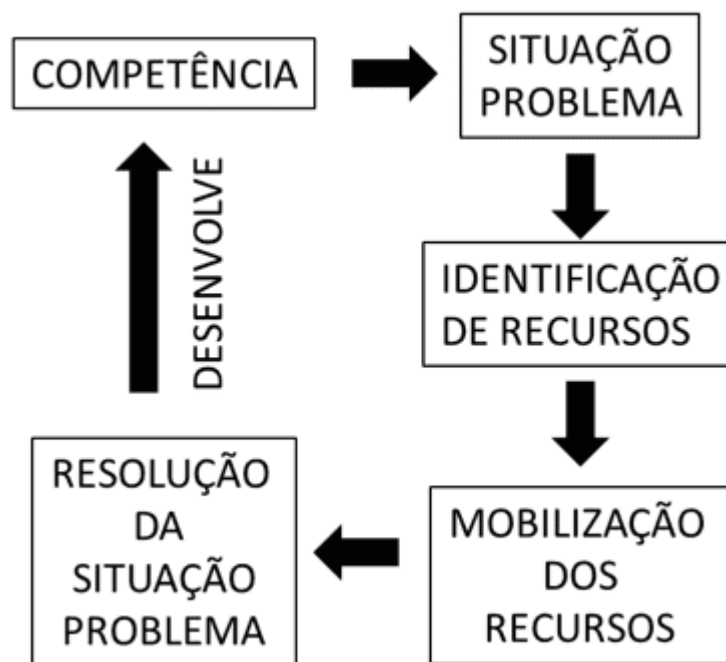 COMPETÊNCIA
SITUAÇÃO
PROBLEMA
IDENTIFICAÇÃO
DE RECURSOS
MOBILIZAÇÃO
DOS
RECURSOS
RESOLUÇÃO
DA
SITUAÇÃO
PROBLEMA
DESENVOLVE